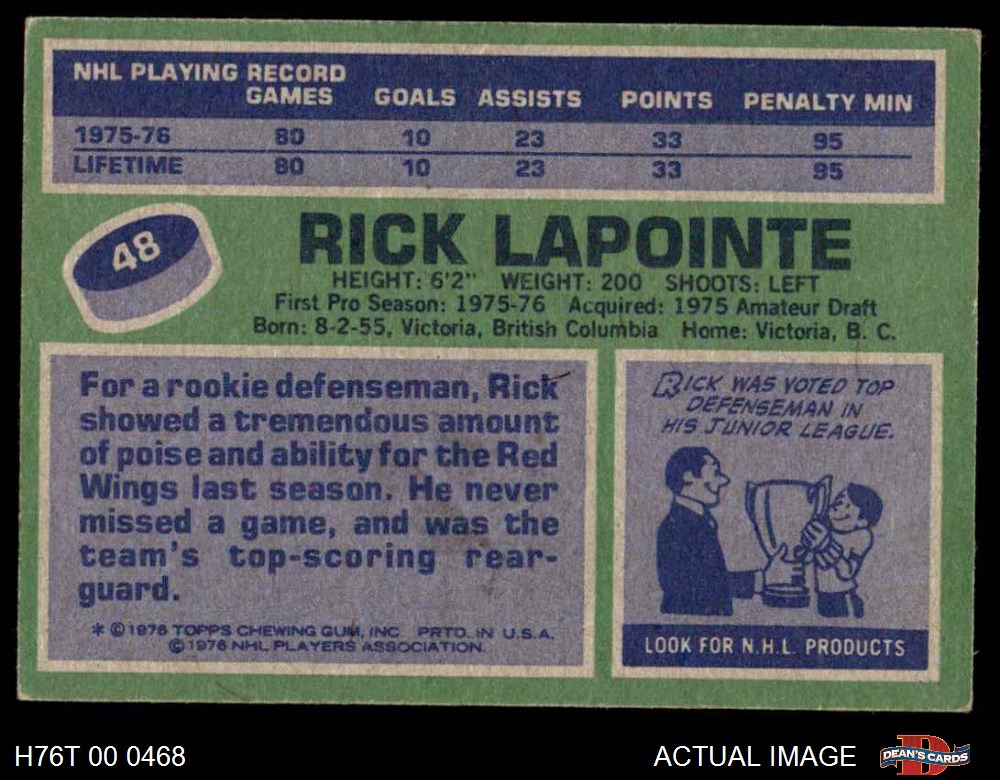 NHL PLAYING RECORD
GAMES GOALS ASSISTS POINTS PENALTY MIN
1975-76 80 10 23 33 95
LIFETIME 80 10 23 33 95
48
RICK LAPOINTE
HEIGHT: 6'2" WEIGHT: 200 SHOOTS: LEFT
First Pro Season: 1975-76 Acquired: 1975 Amateur Draft
Born: 8-2-55, Victoria, British Columbia Home: Victoria, B. C.
For a rookie defenseman, Rick
showed a tremendous amount
of poise and ability for the Red
Wings last season. He never
missed a game, and was the
team's top-scoring rear-
guard.
* © 1976 TOPPS CHEWING GUM, INC. PRTD. IN U.S.A.
© 1976 NHL PLAYERS ASSOCIATION.
RICK WAS VOTED TOP
DEFENSEMAN IN
HIS JUNIOR LEAGUE.
LOOK FOR N.H.L. PRODUCTS
H76T 00 0468
ACTUAL IMAGE
D
DEAN'S CARDS